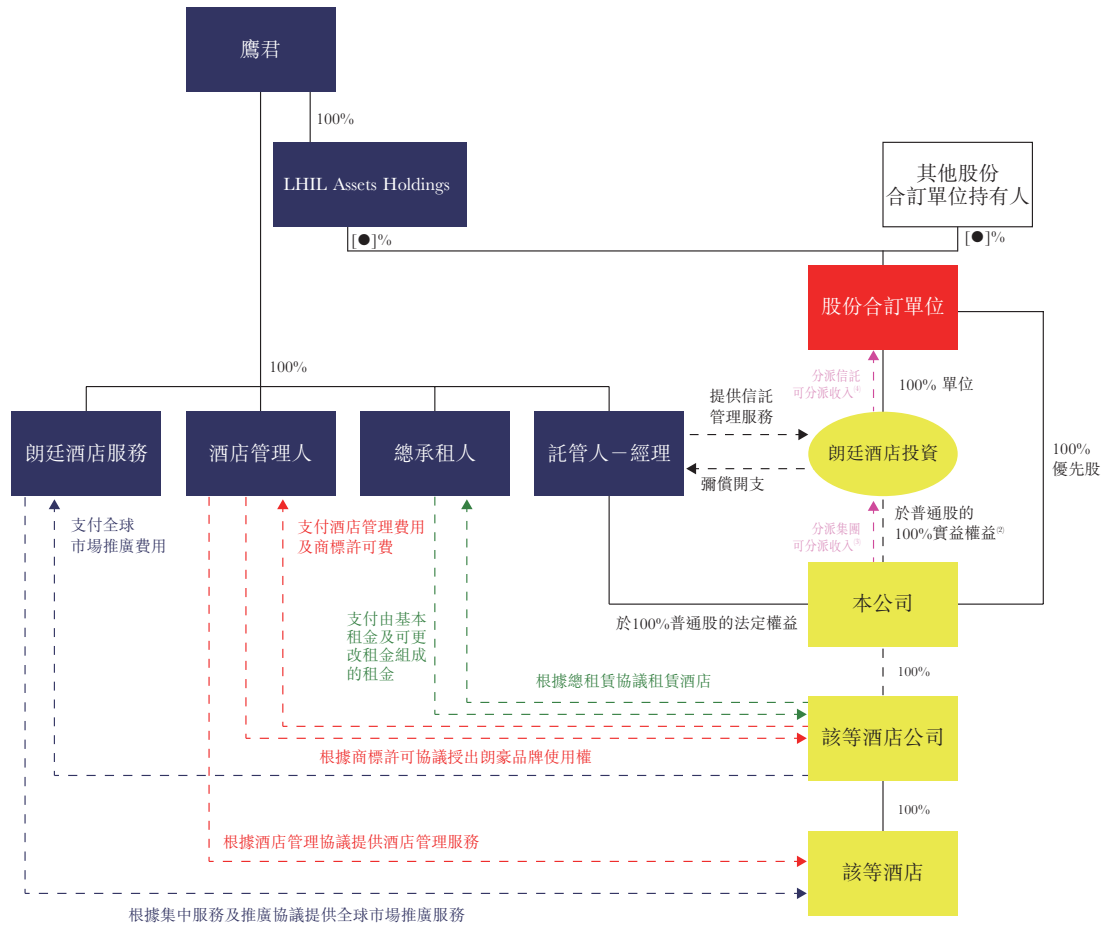 鷹君
100%
LHIL Assets Holdings
其他股份
合訂單位持有人
[●]%
[●]%
股份合訂單位
100%
分派信託
可分派收入⁽⁴⁾
100% 單位
提供信託
管理服務
朗廷酒店服務
酒店管理人
總承租人
託管人－經理
朗廷酒店投資
100%
優先股
彌償開支
支付全球
市場推廣費用
支付酒店管理費用
及商標許可費
分派集團
可分派收入⁽³⁾
於普通股的
100%實益權益⁽²⁾
本公司
於100%普通股的法定權益
支付由基本
租金及可更
改租金組成
的租金
100%
根據總租賃協議租賃酒店
該等酒店公司
根據商標許可協議授出朗豪品牌使用權
100%
根據酒店管理協議提供酒店管理服務
該等酒店
根據集中服務及推廣協議提供全球市場推廣服務